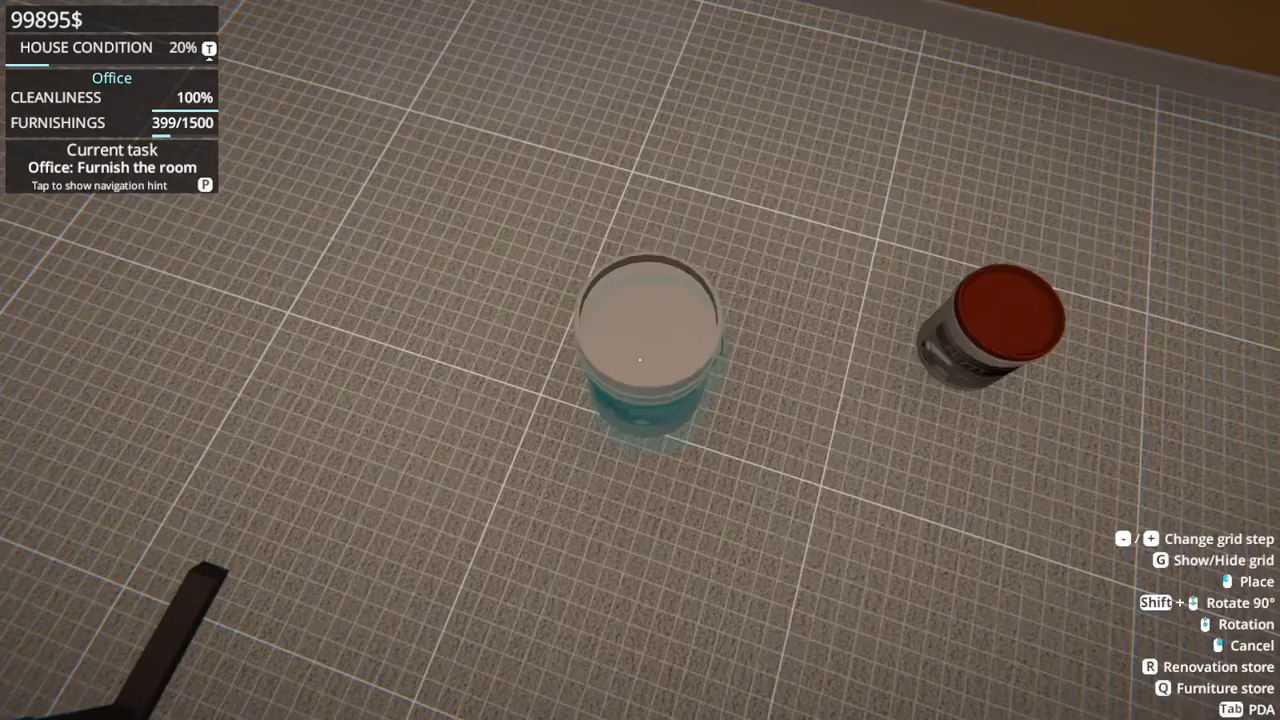 99895$
HOUSE CONDITION 20% T
Office
CLEANLINESS 100%
FURNISHINGS 399/1500
Current task
Office: Furnish the room
Tap to show navigation hint P
- / + Change grid step
G Show/Hide grid
Place
Shift + Rotate 90°
Rotation
Cancel
R Renovation store
Q Furniture store
Tab PDA